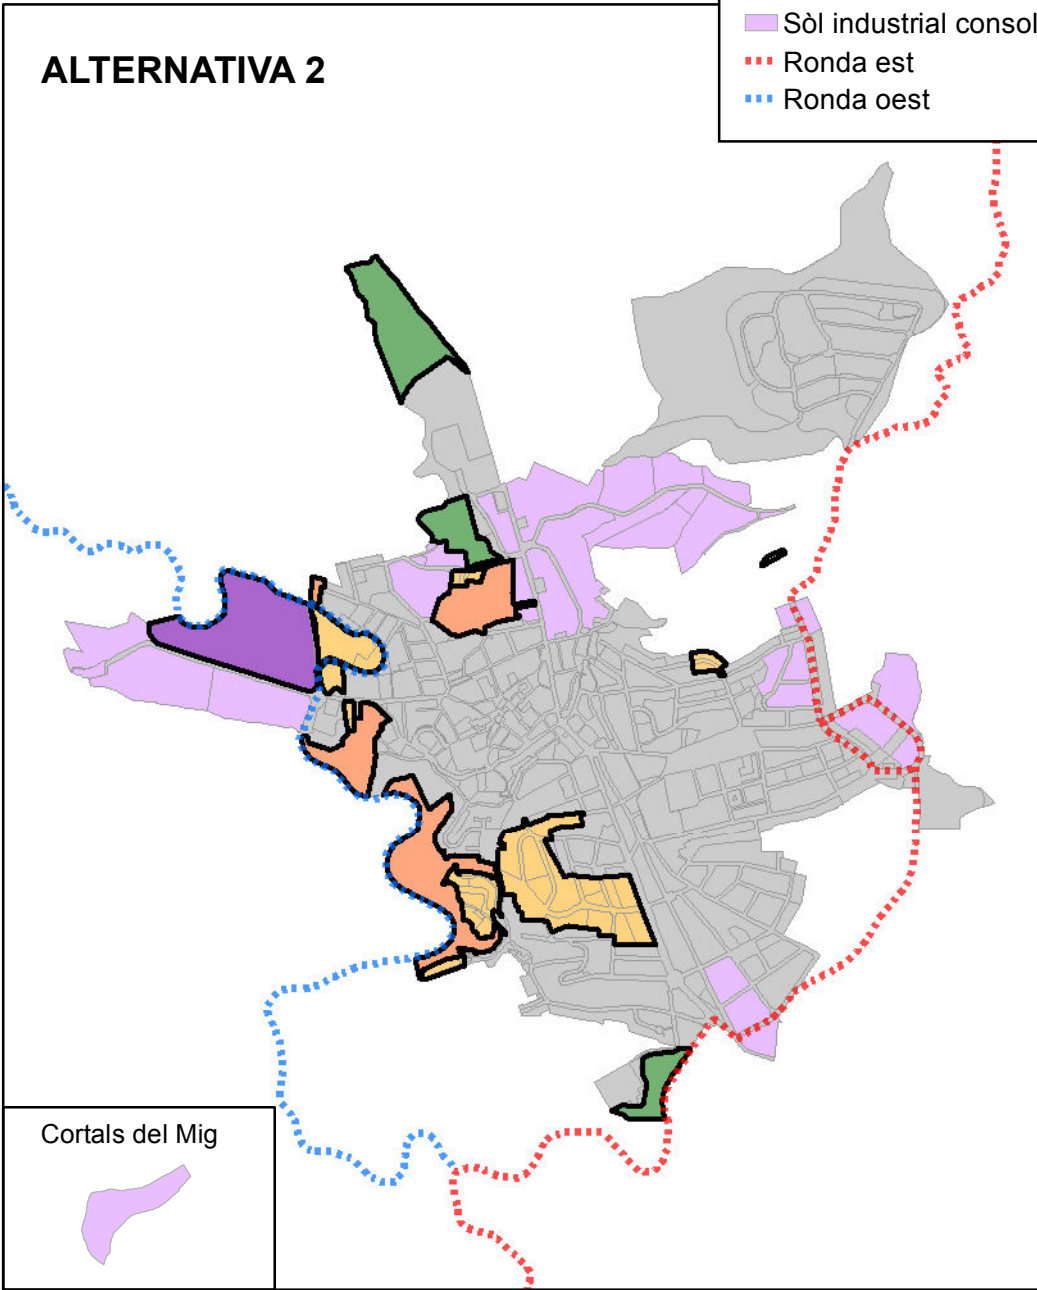 ALTERNATIVA 2
Sòl industrial consol
Ronda est
Ronda oest
Cortals del Mig